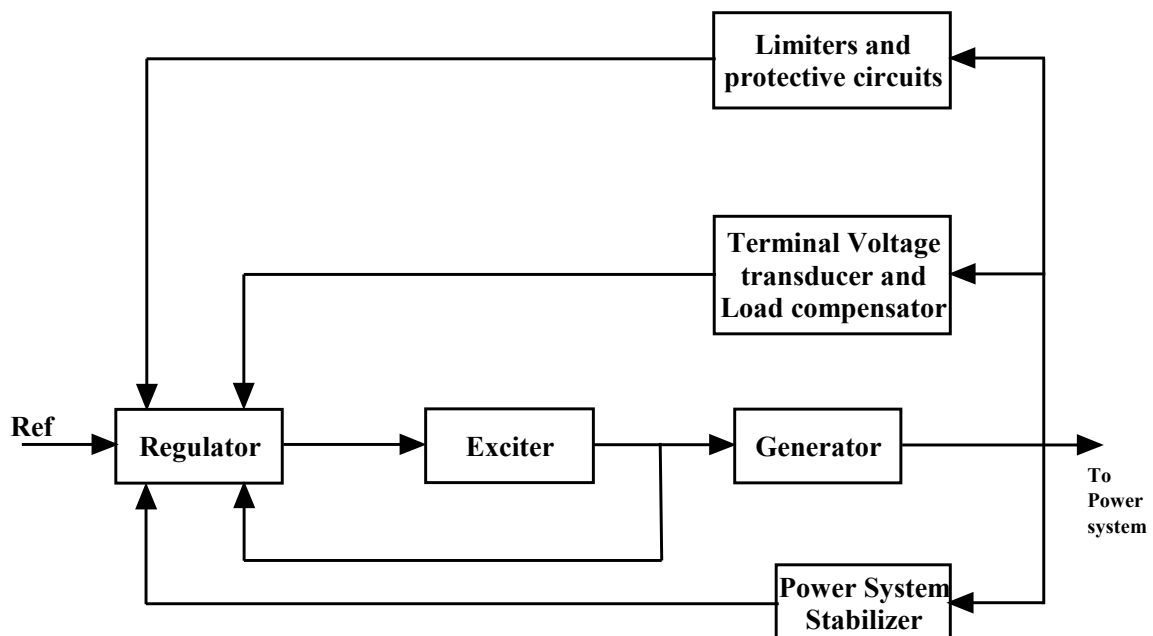 Limiters and
protective circuits
Terminal Voltage
transducer and
Load compensator
Ref
Regulator
Exciter
Generator
To
Power
system
Power System
Stabilizer